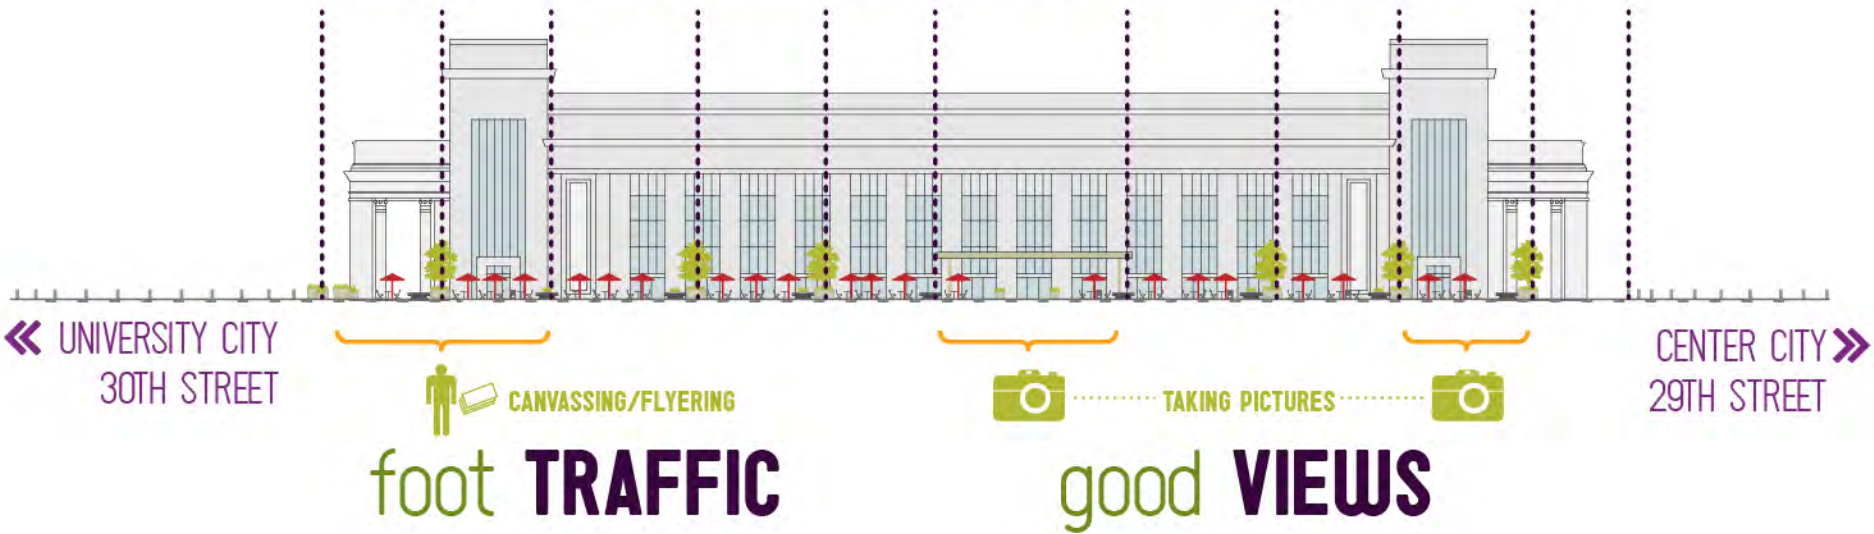 « UNIVERSITY CITY
30TH STREET
CENTER CITY »
29TH STREET
CANVASSING/FLYERING
TAKING PICTURES
foot TRAFFIC
good VIEWS